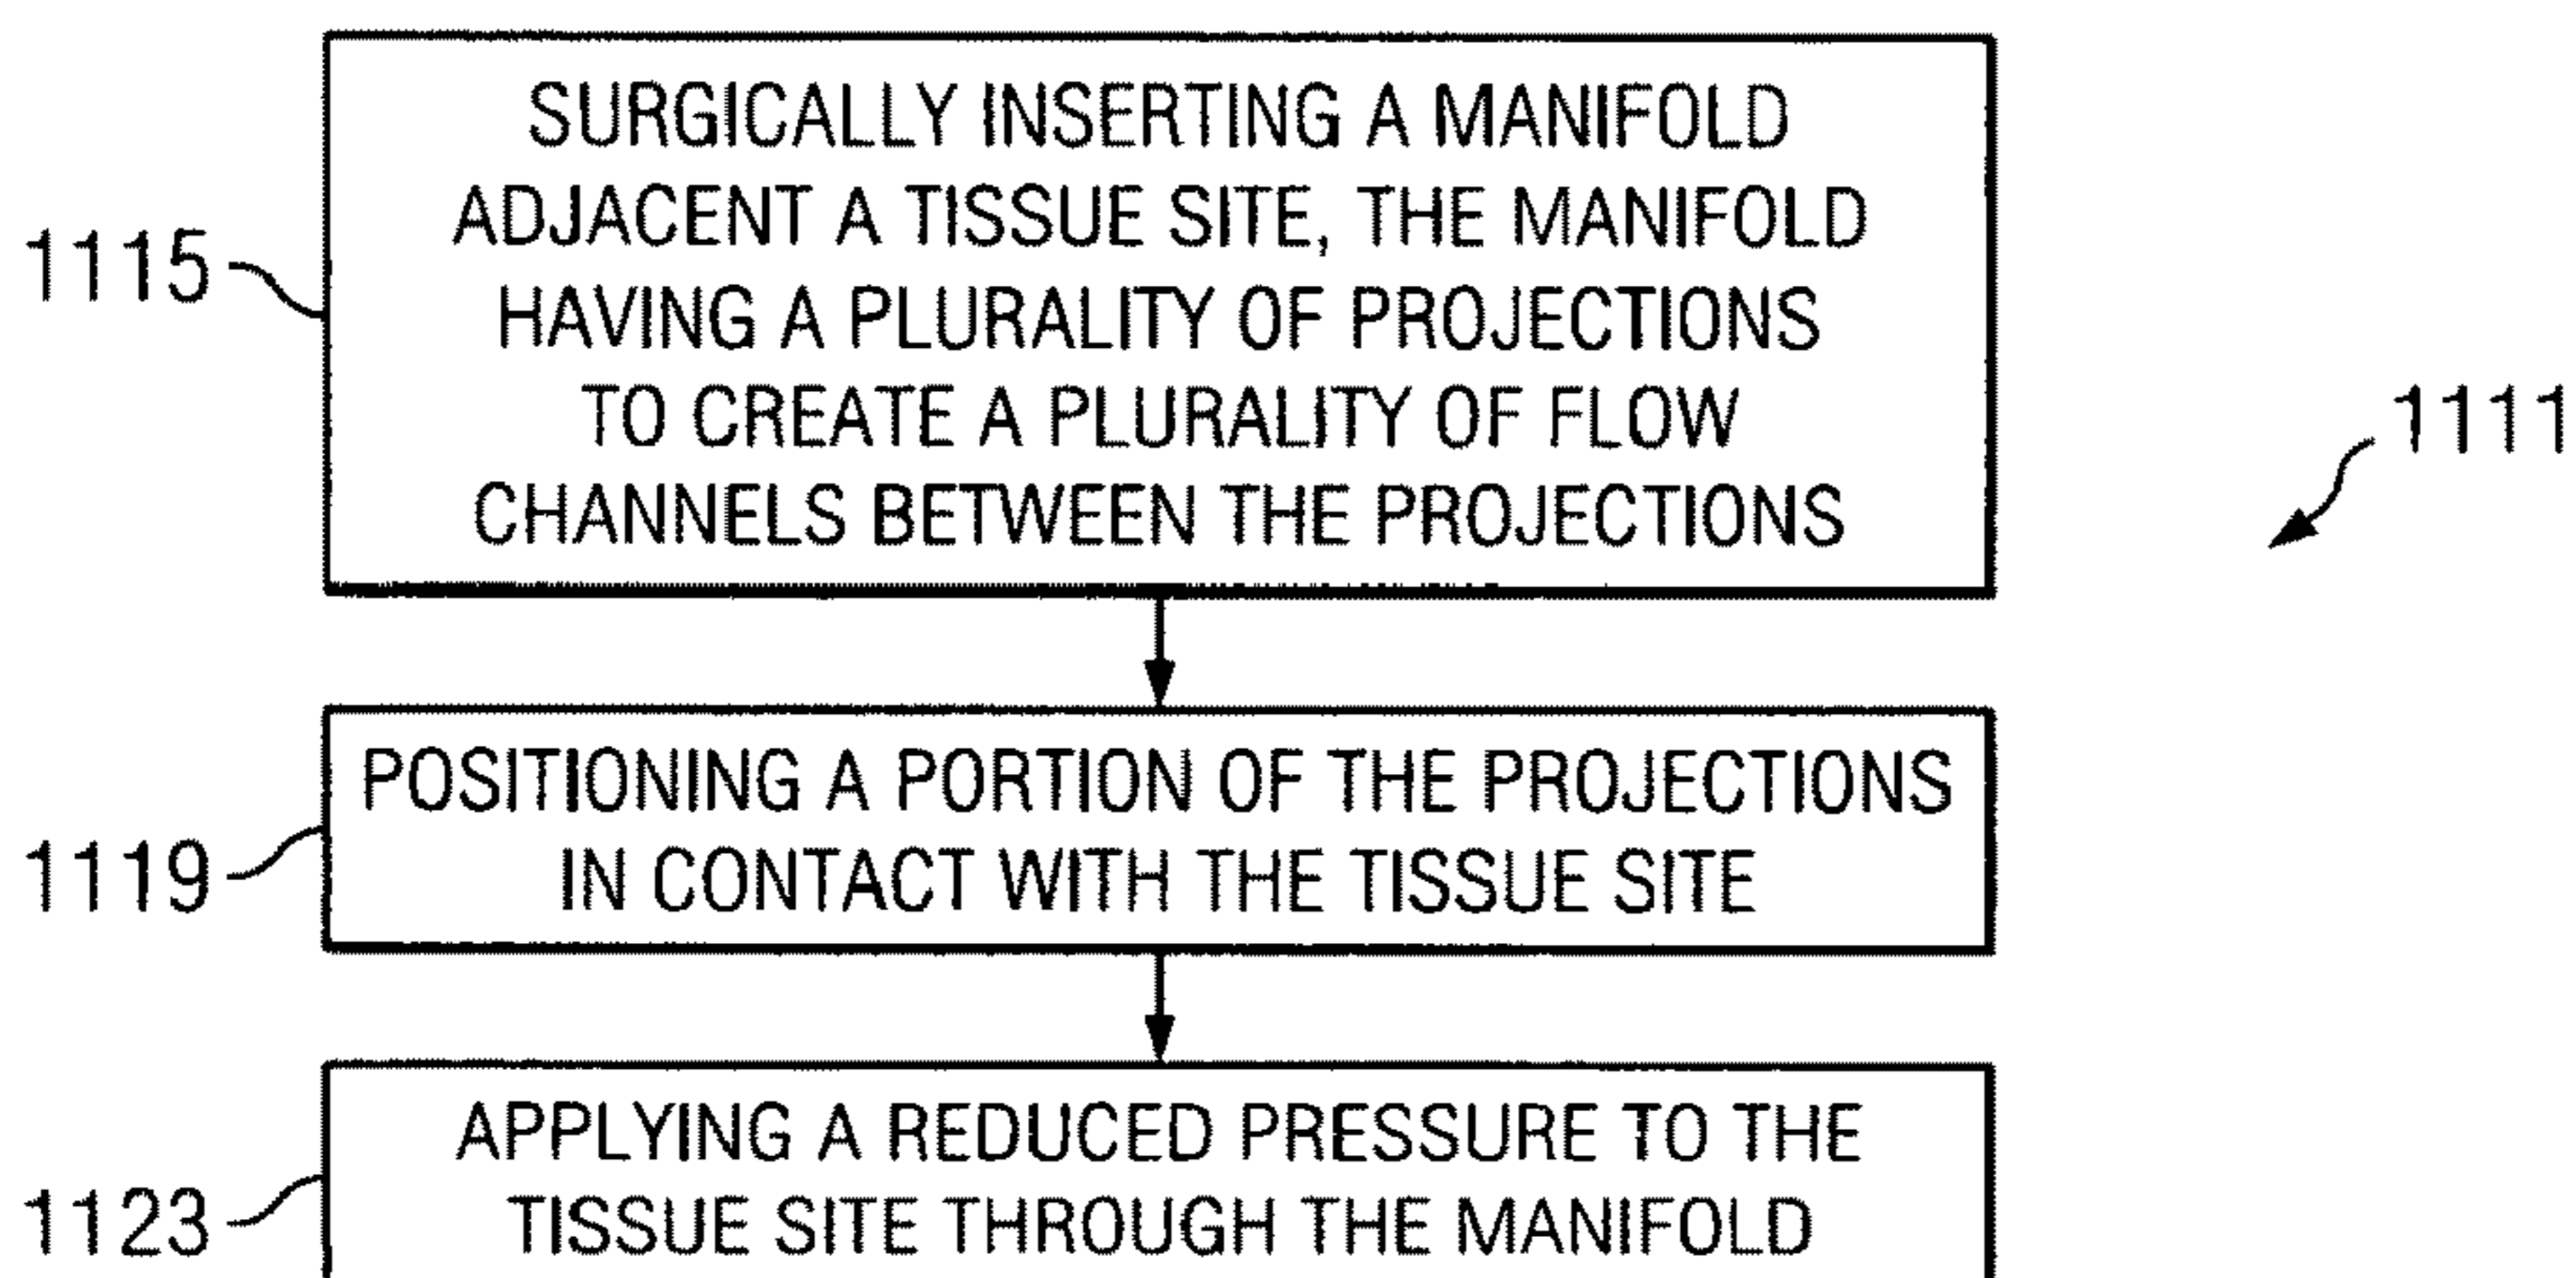 SURGICALLY INSERTING A MANIFOLD
ADJACENT A TISSUE SITE, THE MANIFOLD
HAVING A PLURALITY OF PROJECTIONS
TO CREATE A PLURALITY OF FLOW
CHANNELS BETWEEN THE PROJECTIONS
1115
1111
POSITIONING A PORTION OF THE PROJECTIONS
IN CONTACT WITH THE TISSUE SITE
1119
APPLYING A REDUCED PRESSURE TO THE
TISSUE SITE THROUGH THE MANIFOLD
1123